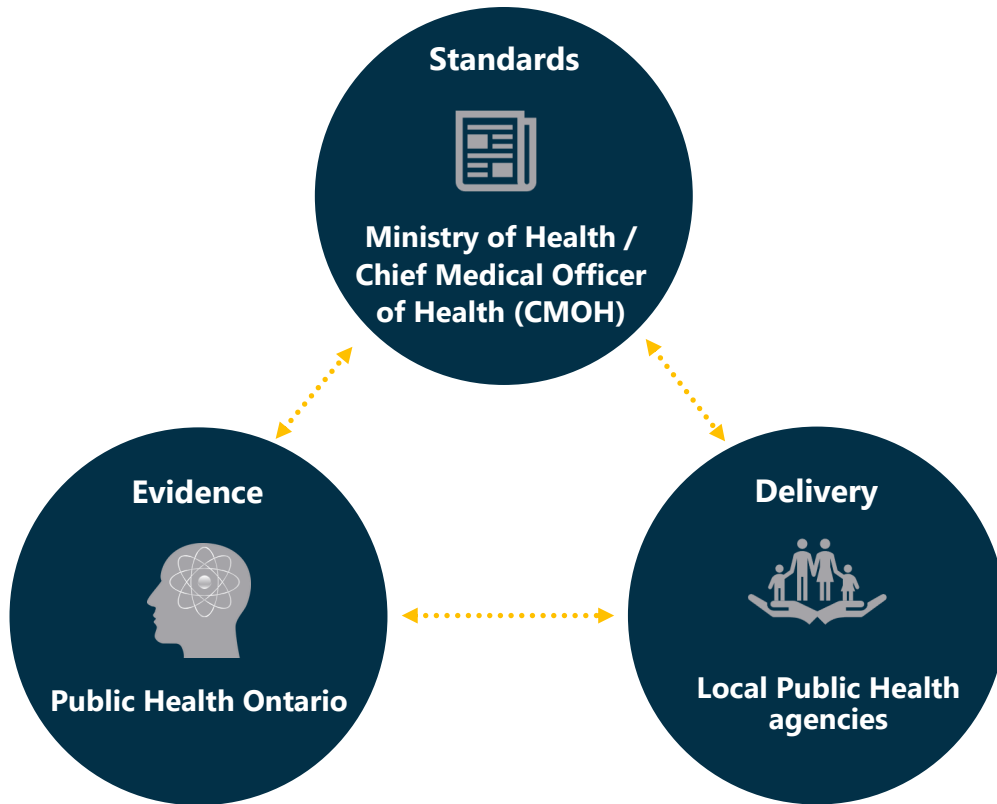 Standards
Ministry of Health /
Chief Medical Officer
of Health (CMOH)
Evidence
Public Health Ontario
Delivery
Local Public Health
agencies